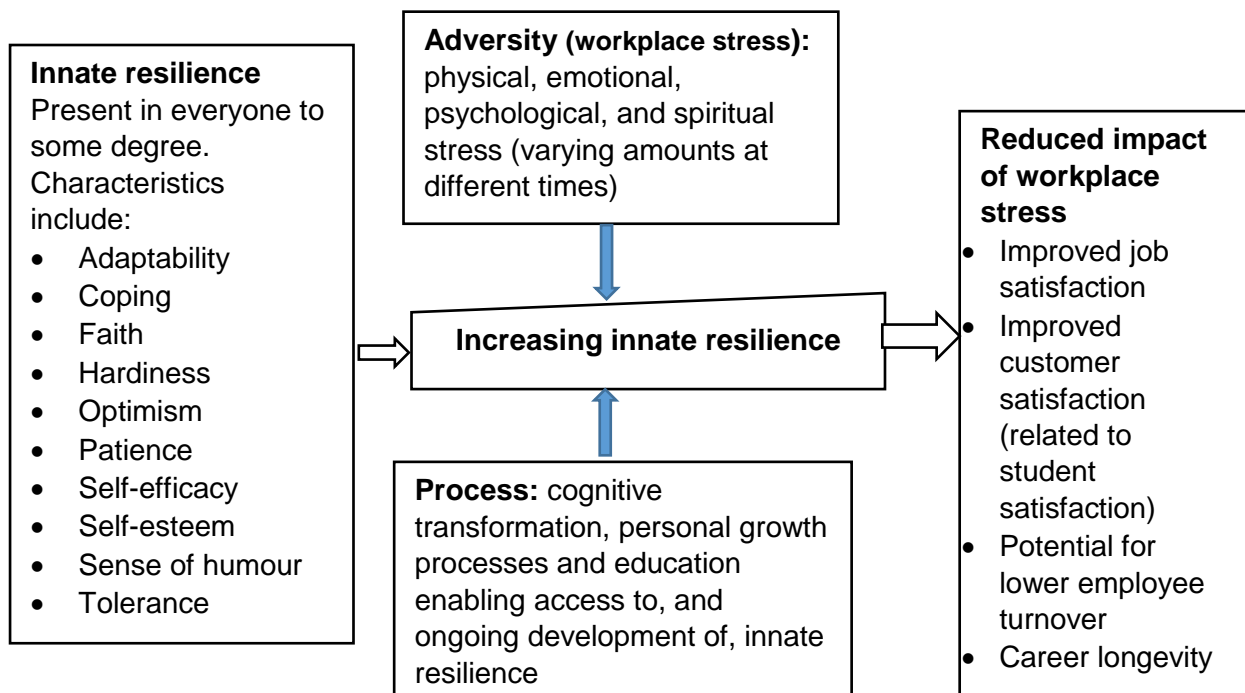 Innate resilience
Present in everyone to
some degree.
Characteristics
include:
• Adaptability
• Coping
• Faith
• Hardiness
• Optimism
• Patience
• Self-efficacy
• Self-esteem
• Sense of humour
• Tolerance
Adversity (workplace stress):
physical, emotional,
psychological, and spiritual
stress (varying amounts at
different times)
Increasing innate resilience
Process: cognitive
transformation, personal growth
processes and education
enabling access to, and
ongoing development of, innate
resilience
Reduced impact
of workplace
stress
• Improved job
satisfaction
• Improved
customer
satisfaction
(related to
student
satisfaction)
• Potential for
lower employee
turnover
• Career longevity